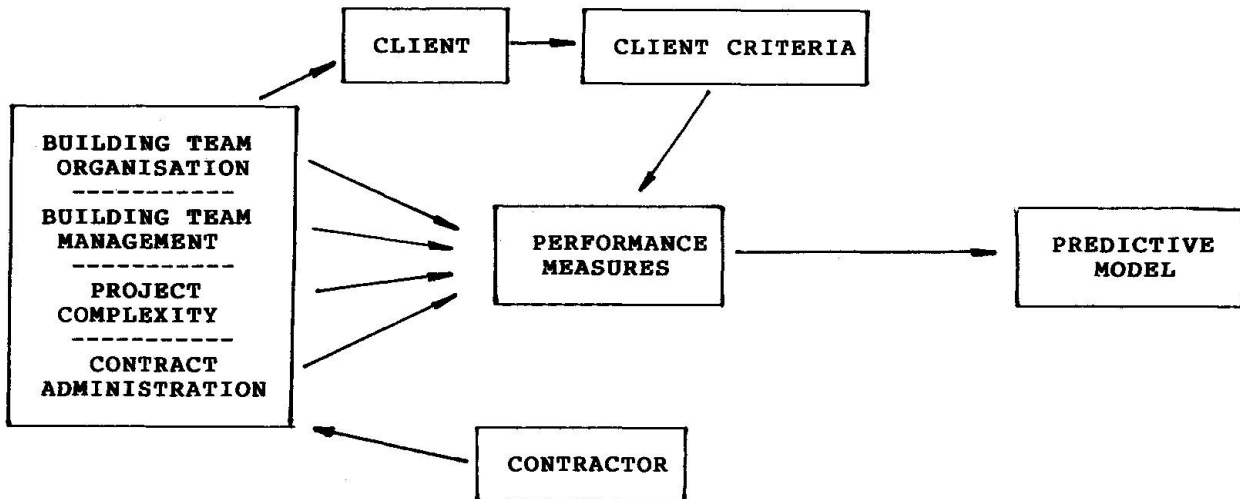 CLIENT
CLIENT CRITERIA
BUILDING TEAM
ORGANISATION
BUILDING TEAM
MANAGEMENT
PROJECT
COMPLEXITY
CONTRACT
ADMINISTRATION
PERFORMANCE
MEASURES
PREDICTIVE
MODEL
CONTRACTOR